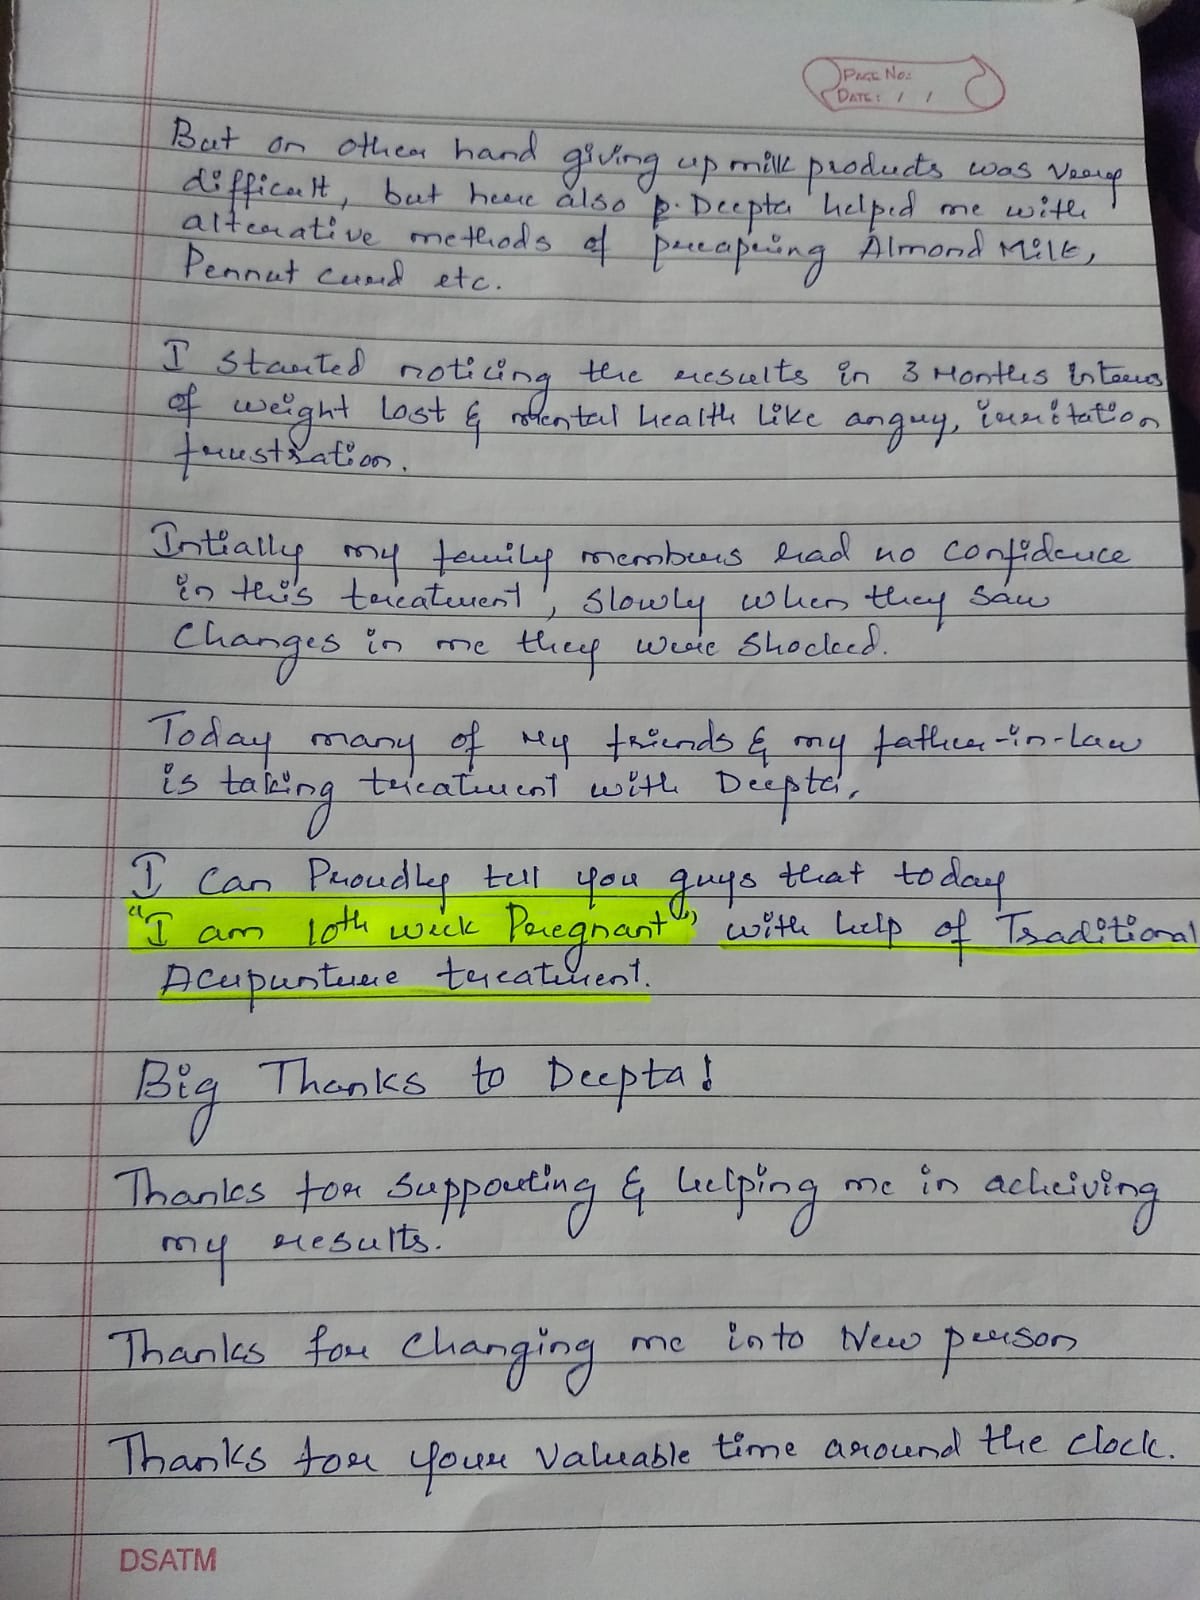 PAGE NO:
DATE: / /
But on other hand giving up milk products was very
difficult, but here also Deepta helped me with
alterative methods of precapering Almond Milk,
Pennut curd etc.
I started noticing the results in 3 Months interms
of weight lost & mental health like angry, irritation
frustration.
Intially my family members had no confidence
in this treatment, slowly when they saw
changes in me they were shocked.
Today many of my friends & my father-in-law
is taking treatment with Deepta.
I can Proudly tell you guys that today
"I am 10th week Pregnant" with help of Traditional
Acupunture treatment.
Big Thanks to Deepta!
Thanks for supporting & helping me in acheiving
my results.
Thanks for changing me into New person
Thanks for your valuable time around the clock.
DSATM